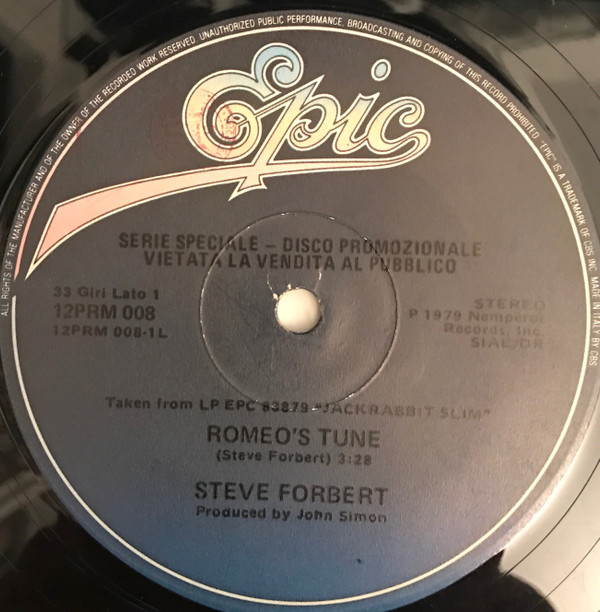 ALL RIGHTS OF THE MANUFACTURER AND OF THE OWNER OF THE RECORDED WORK RESERVED. UNAUTHORIZED PUBLIC PERFORMANCE, BROADCASTING AND COPYING OF THIS RECORD PROHIBITED. "EPIC" IS A TRADEMARK OF CBS INC. MADE IN ITALY BY CBS
Epic
SERIE SPECIALE – DISCO PROMOZIONALE
VIETATA LA VENDITA AL PUBBLICO
33 Giri Lato 1
12PRM 008
12PRM 008-1L
STEREO
P 1979 Nemperor
Records, Inc.
SIAE/DR
Taken from LP EPC 83879 "JACKRABBIT SLIM"
ROMEO'S TUNE
(Steve Forbert) 3:28
STEVE FORBERT
Produced by John Simon